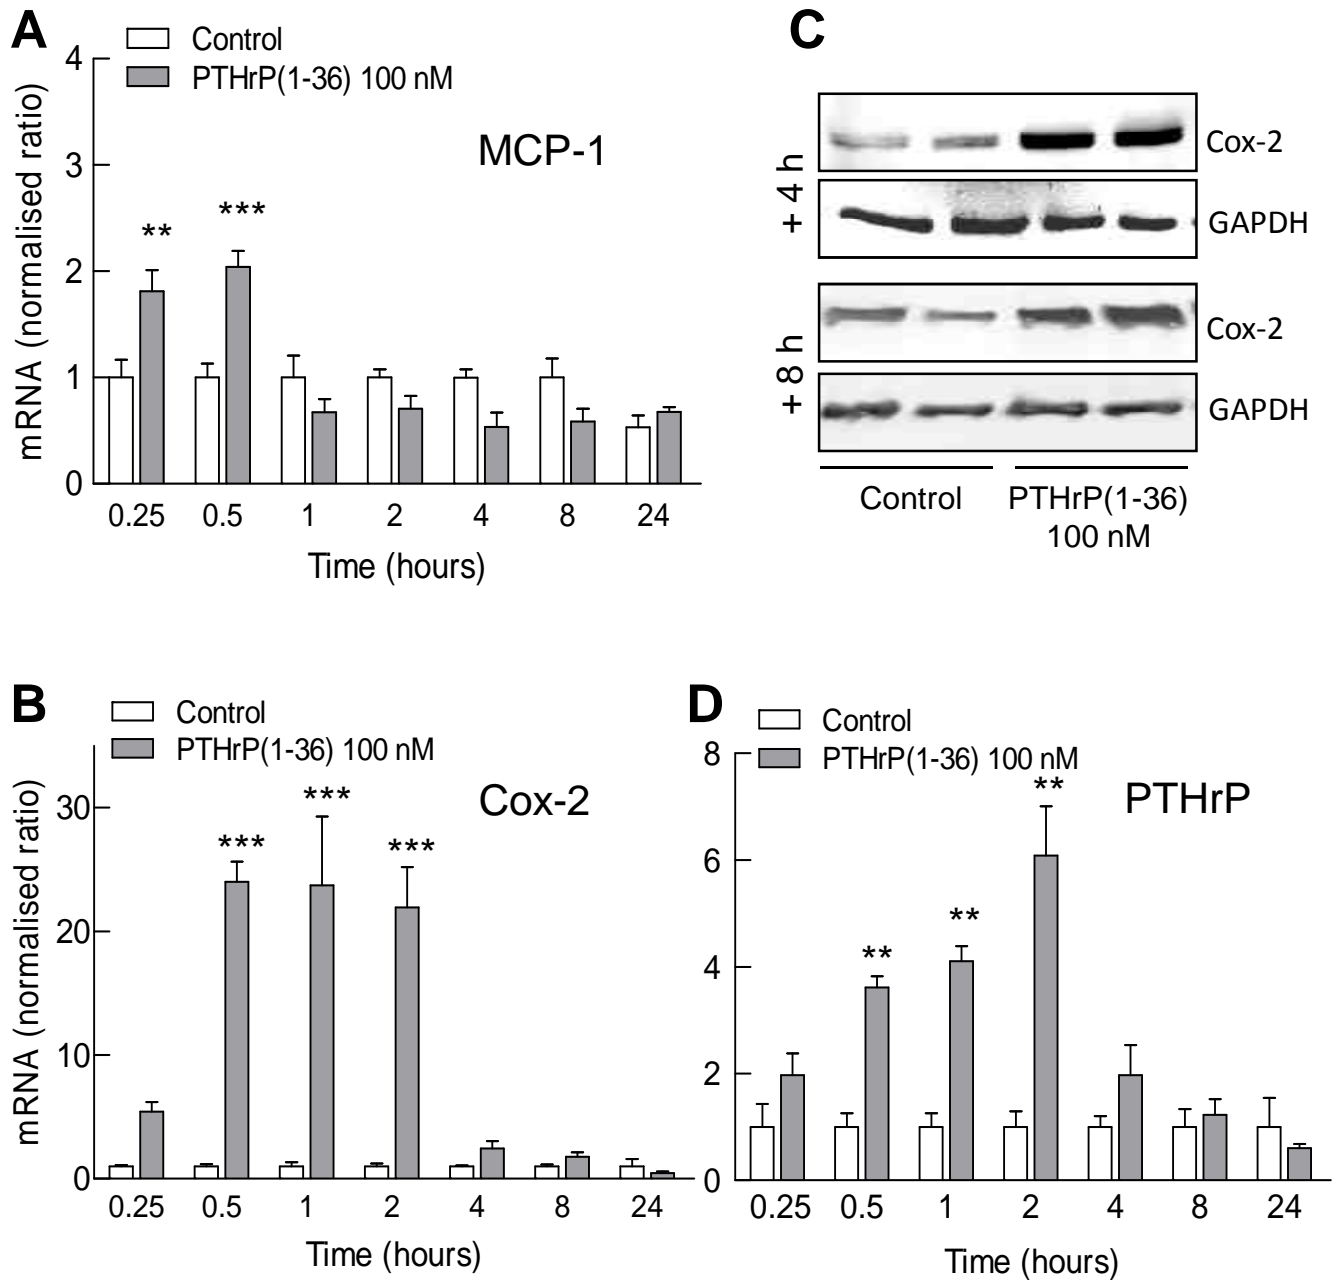 A
Control
PTHrP(1-36) 100 nM
MCP-1
mRNA (normalised ratio)
4
3
2
1
0
**
***
0.25 0.5 1 2 4 8 24
Time (hours)
C
+ 4 h
Cox-2
GAPDH
+ 8 h
Cox-2
GAPDH
Control
PTHrP(1-36)
100 nM
B
Control
PTHrP(1-36) 100 nM
Cox-2
mRNA (normalised ratio)
30
20
10
0
***
***
***
0.25 0.5 1 2 4 8 24
Time (hours)
D
Control
PTHrP(1-36) 100 nM
PTHrP
8
6
4
2
0
**
**
**
0.25 0.5 1 2 4 8 24
Time (hours)